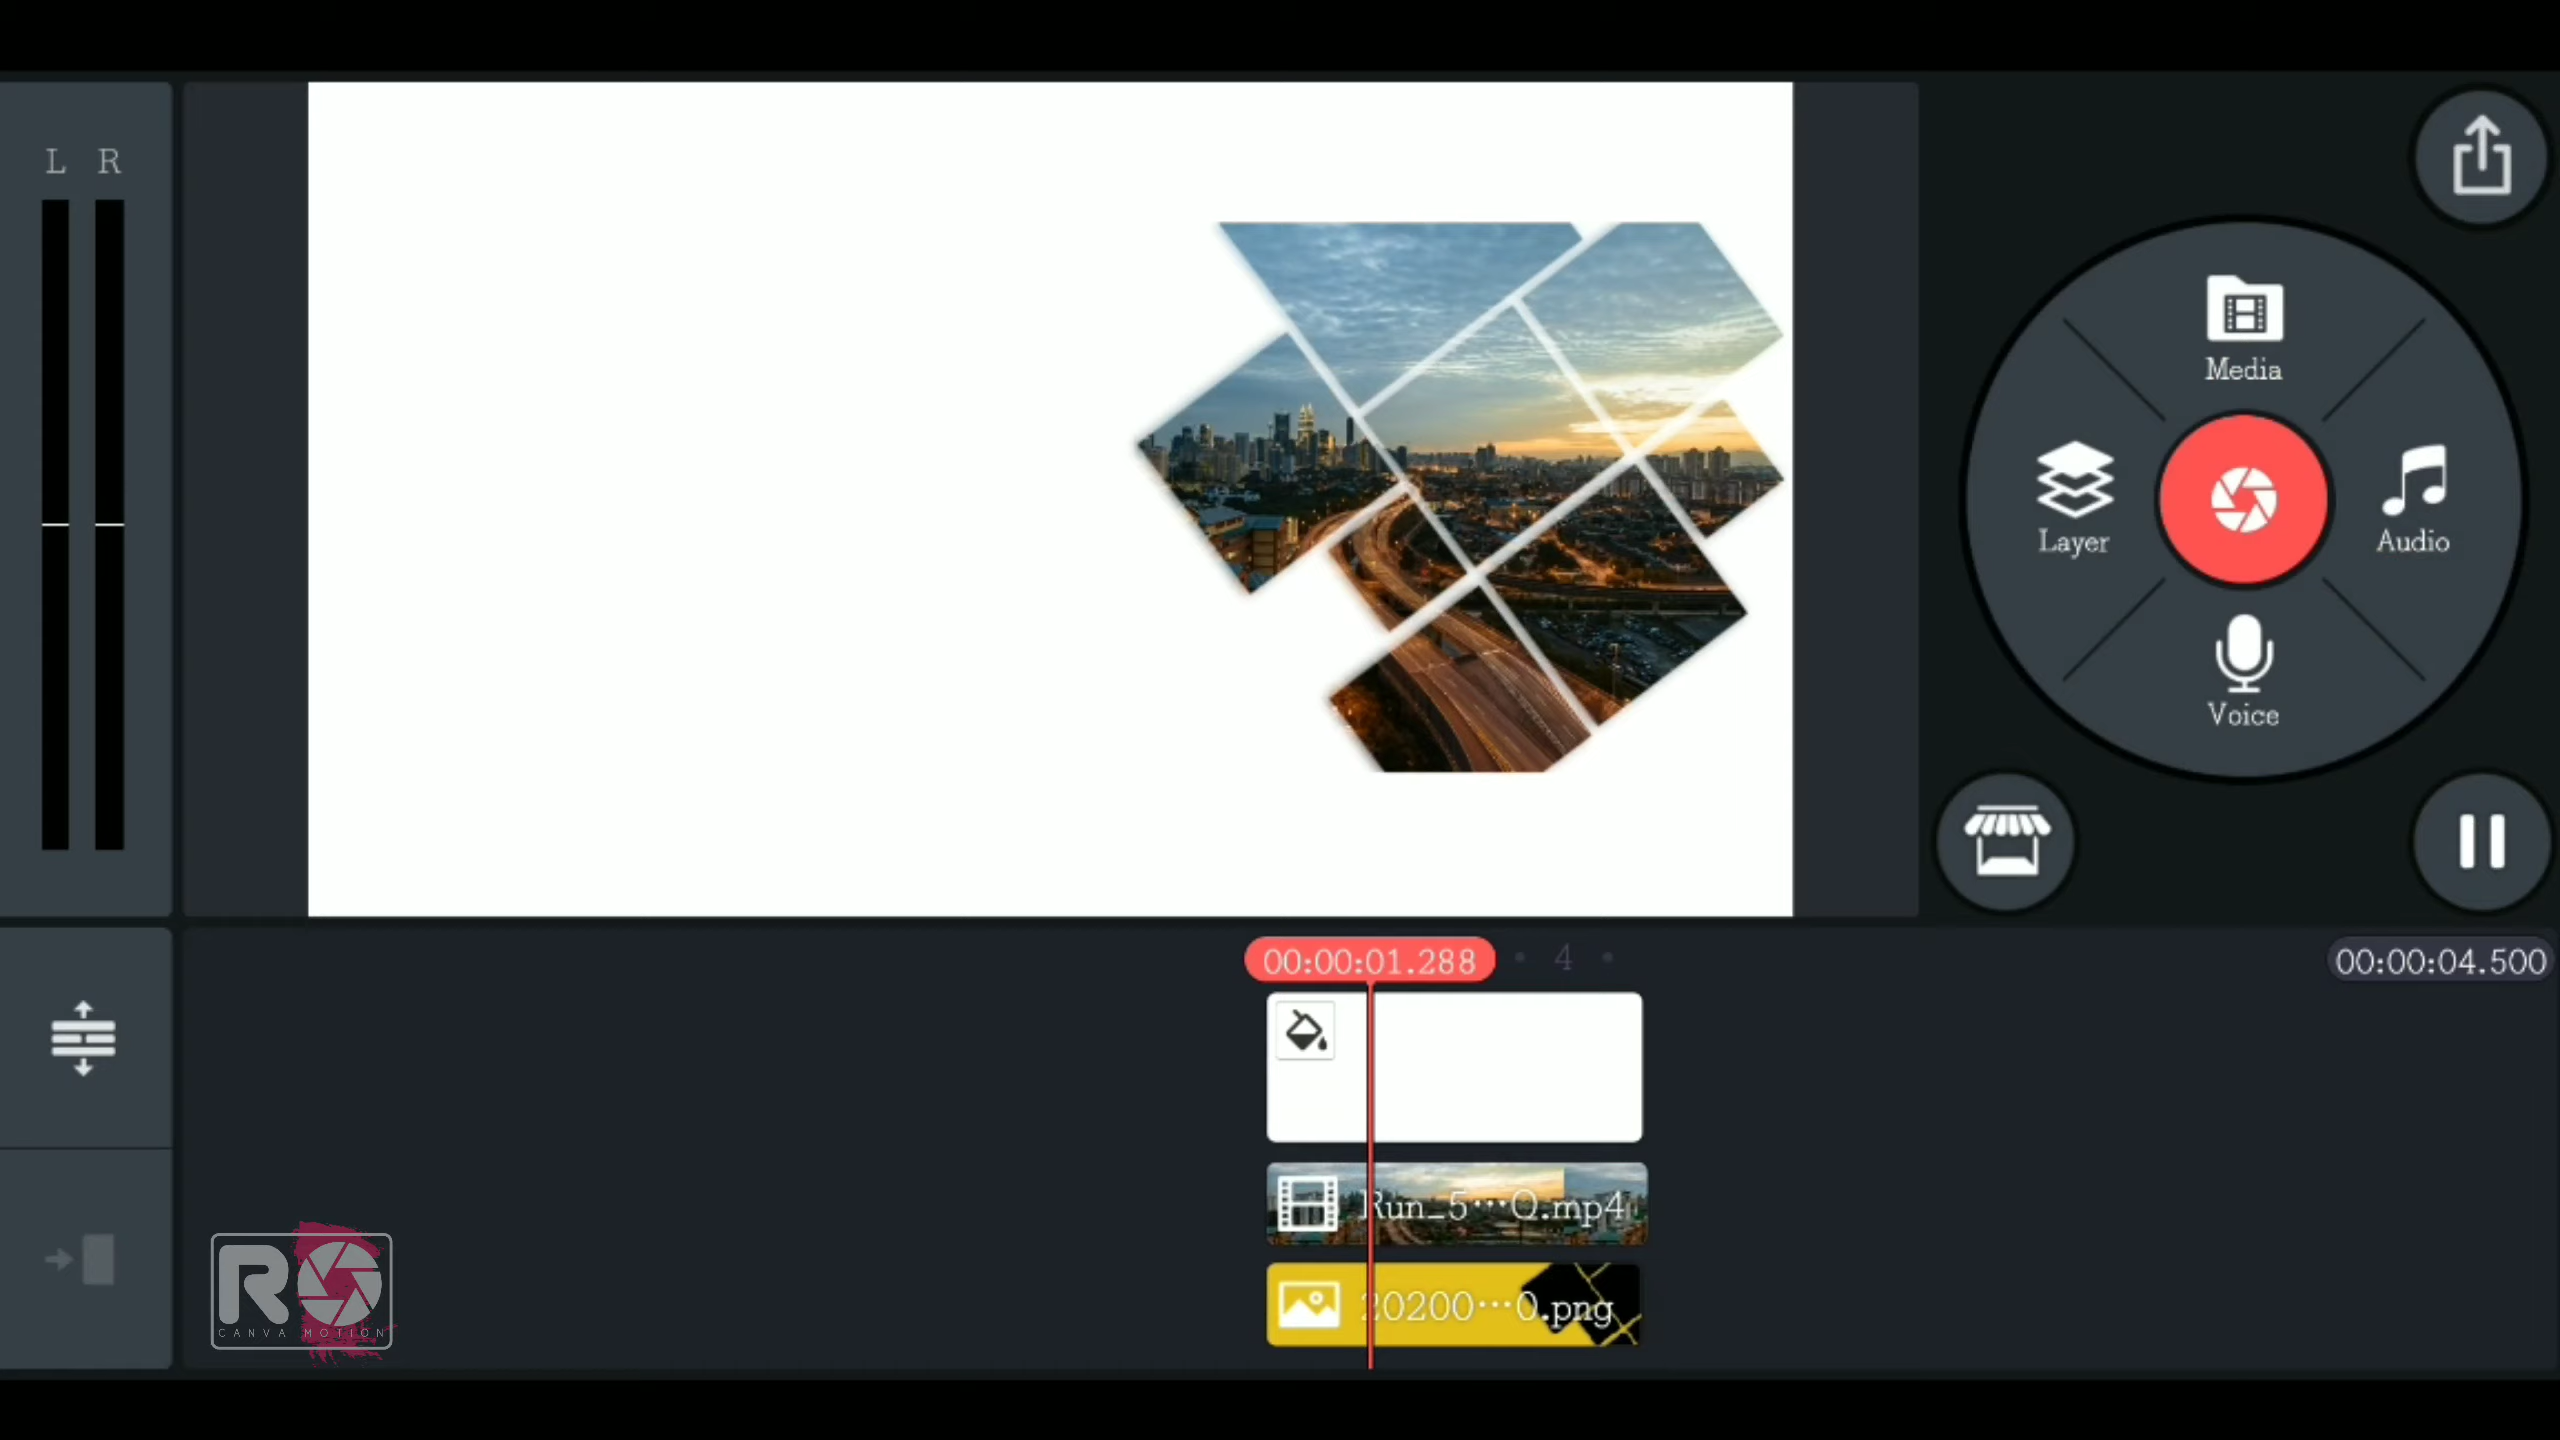 L R
Media
Layer
Audio
Voice
00:00:01.288
4
00:00:04.500
Run_5···Q.mp4
20200···0.png
RO
CANVA MOTION